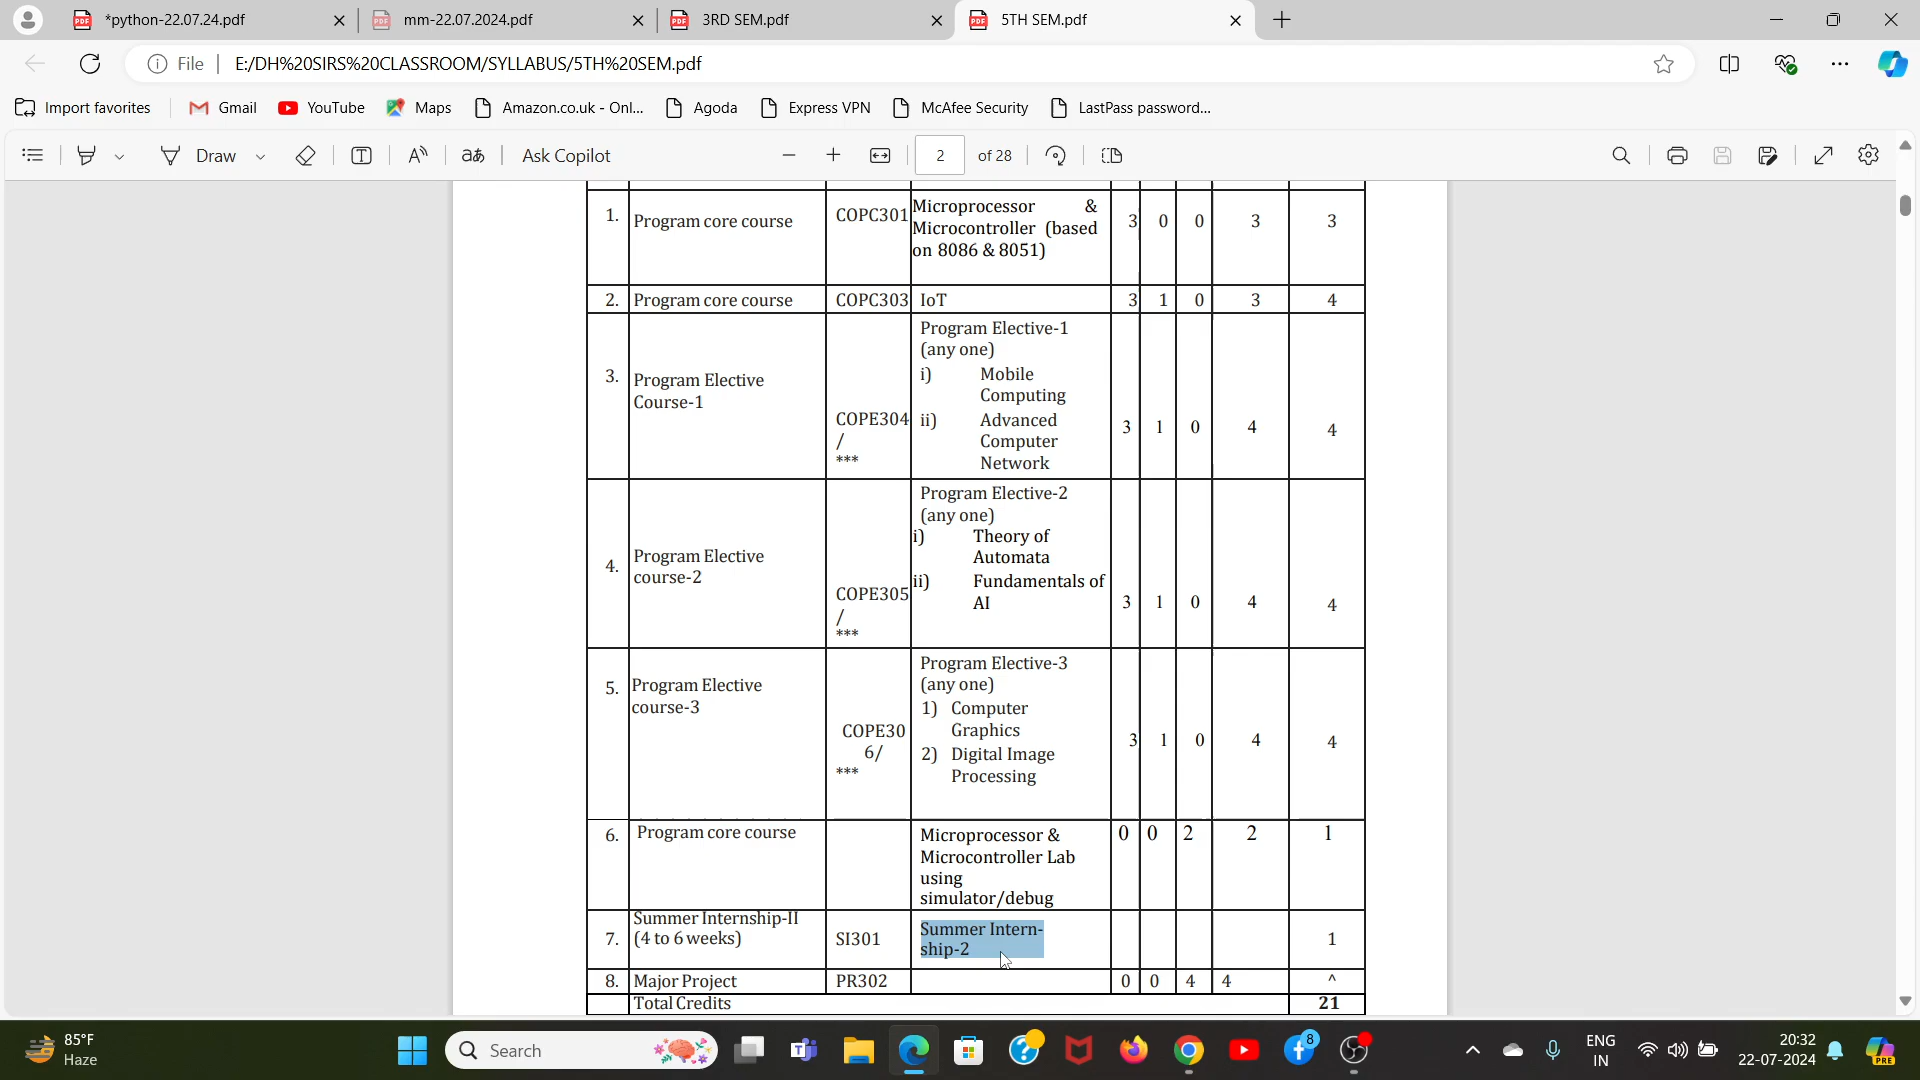 *python-22.07.24.pdf
mm-22.07.2024.pdf
3RD SEM.pdf
5TH SEM.pdf
File
E:/DH%20SIRS%20CLASSROOM/SYLLABUS/5TH%20SEM.pdf
Import favorites
Gmail
YouTube
Maps
Amazon.co.uk - Onl...
Agoda
Express VPN
McAfee Security
LastPass password...
Draw
Ask Copilot
2 of 28
1. Program core course COPC301 Microprocessor & 3 0 0 3 3
Microcontroller (based
on 8086 & 8051)
2. Program core course COPC303 IoT 3 1 0 3 4
3. Program Elective
Course-1
COPE304
/
***
Program Elective-1
(any one)
i) Mobile
Computing
ii) Advanced
Computer
Network
3 1 0 4 4
4. Program Elective
course-2
COPE305
/
***
Program Elective-2
(any one)
i) Theory of
Automata
ii) Fundamentals of
AI
3 1 0 4 4
5. Program Elective
course-3
COPE30
6/
***
Program Elective-3
(any one)
1) Computer
Graphics
2) Digital Image
Processing
3 1 0 4 4
6. Program core course
Microprocessor &
Microcontroller Lab
using
simulator/debug
0 0 2 2 1
7. Summer Internship-II
(4 to 6 weeks)
SI301
Summer Intern-
ship-2
1
8. Major Project PR302 0 0 4 4 ^
Total Credits 21
85°F
Haze
Search
8
ENG
IN
20:32
22-07-2024
PRE